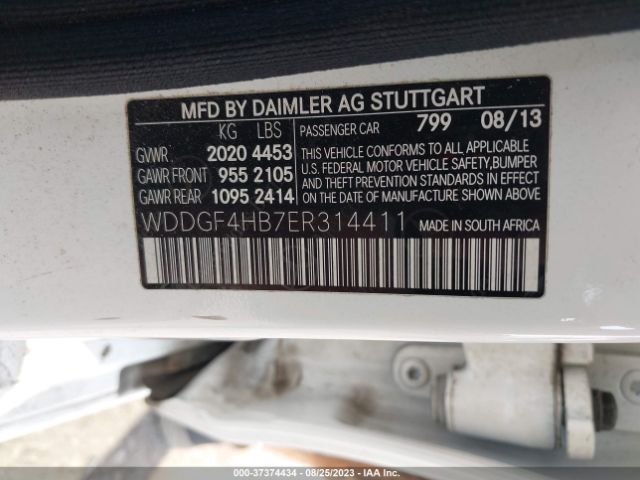 MFD BY DAIMLER AG STUTTGART
KG LBS PASSENGER CAR 799 08/13
GVWR. 2020 4453
GAWR FRONT 955 2105
GAWR REAR 1095 2414
THIS VEHICLE CONFORMS TO ALL APPLICABLE
U.S. FEDERAL MOTOR VEHICLE SAFETY,BUMPER
AND THEFT PREVENTION STANDARDS IN EFFECT
ON THE DATE OF MANUFACTURE SHOWN ABOVE.
WDDGF4HB7ER314411 MADE IN SOUTH AFRICA
000-37374434 - 08/25/2023 - IAA Inc.